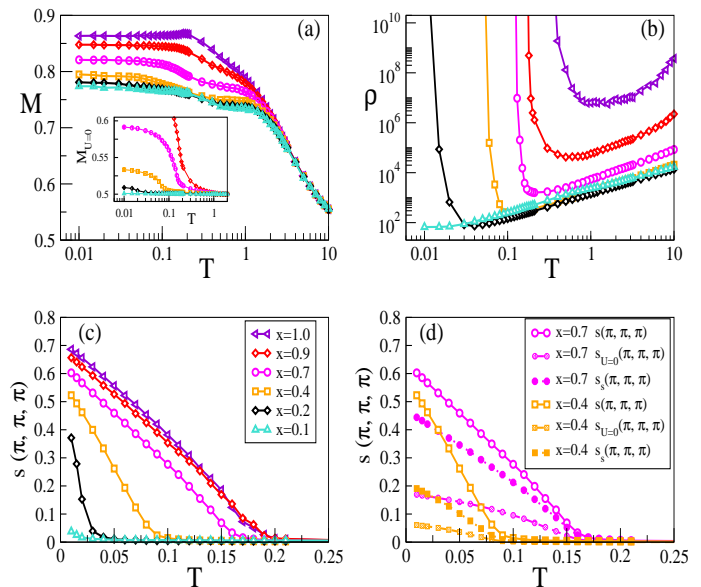 (a)
0.9
0.8
0.7
0.6
0.5
M
0.01
0.1
1
10
T
0.6
0.55
0.5
M_{U=0}
0.01
0.1
1
T
(b)
10^{10}
10^{8}
10^{6}
10^{4}
10^{2}
ρ
0.01
0.1
1
10
T
(c)
0.8
0.7
0.6
0.5
0.4
0.3
0.2
0.1
0
s (π, π, π)
x=1.0
x=0.9
x=0.7
x=0.4
x=0.2
x=0.1
0
0.05
0.1
0.15
0.2
0.25
T
(d)
0.8
0.7
0.6
0.5
0.4
0.3
0.2
0.1
0
s (π, π, π)
x=0.7 s(π, π, π)
x=0.7 s_{U=0}(π, π, π)
x=0.7 s_s(π, π, π)
x=0.4 s(π, π, π)
x=0.4 s_{U=0}(π, π, π)
x=0.4 s_s(π, π, π)
0
0.05
0.1
0.15
0.2
0.25
T